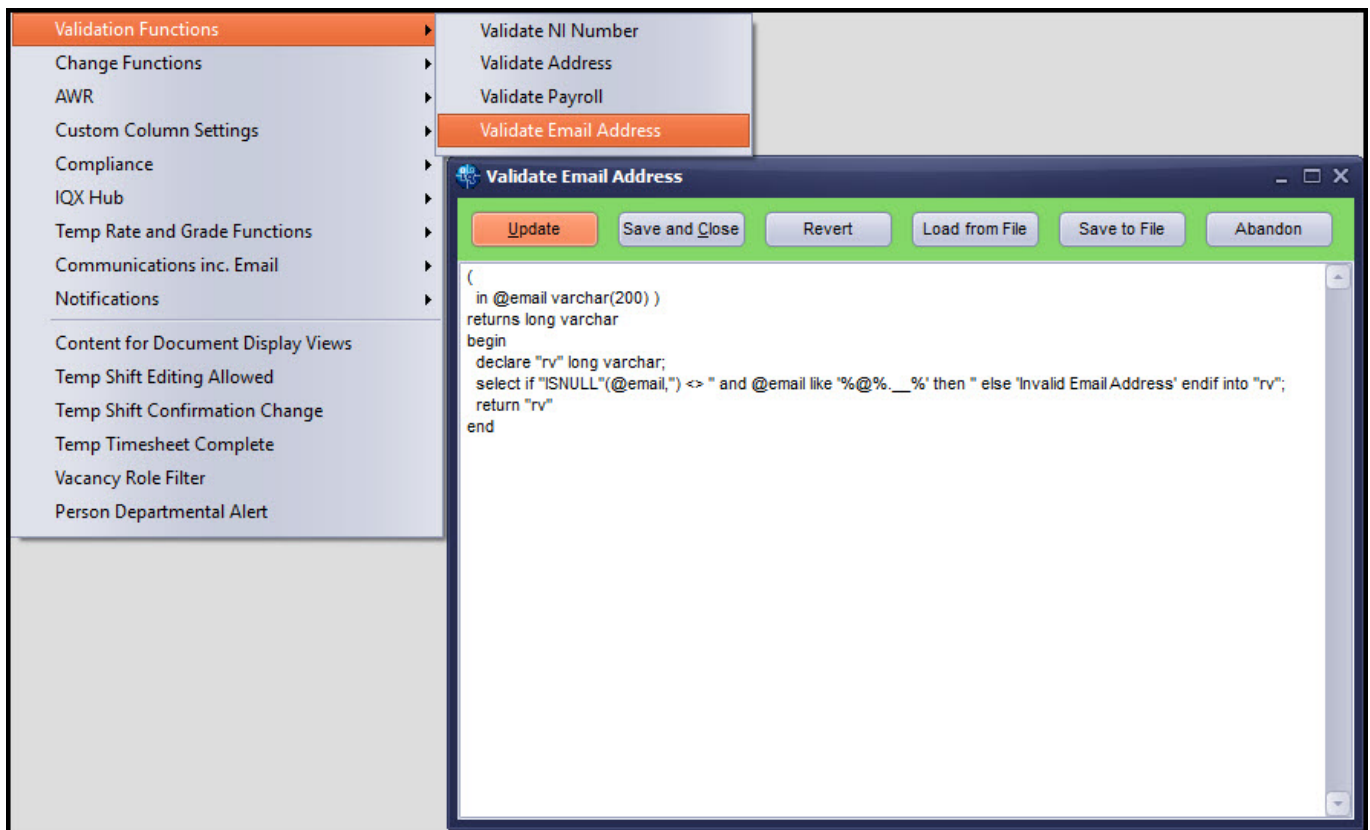 Validation Functions
Change Functions
AWR
Custom Column Settings
Compliance
IQX Hub
Temp Rate and Grade Functions
Communications inc. Email
Notifications
Content for Document Display Views
Temp Shift Editing Allowed
Temp Shift Confirmation Change
Temp Timesheet Complete
Vacancy Role Filter
Person Departmental Alert
Validate NI Number
Validate Address
Validate Payroll
Validate Email Address
Validate Email Address
Update
Save and Close
Revert
Load from File
Save to File
Abandon
(
in @email varchar(200) )
returns long varchar
begin
declare "rv" long varchar;
select if "ISNULL"(@email,'') <> '' and @email like '%@%.__%' then '' else 'Invalid Email Address' endif into "rv";
return "rv"
end